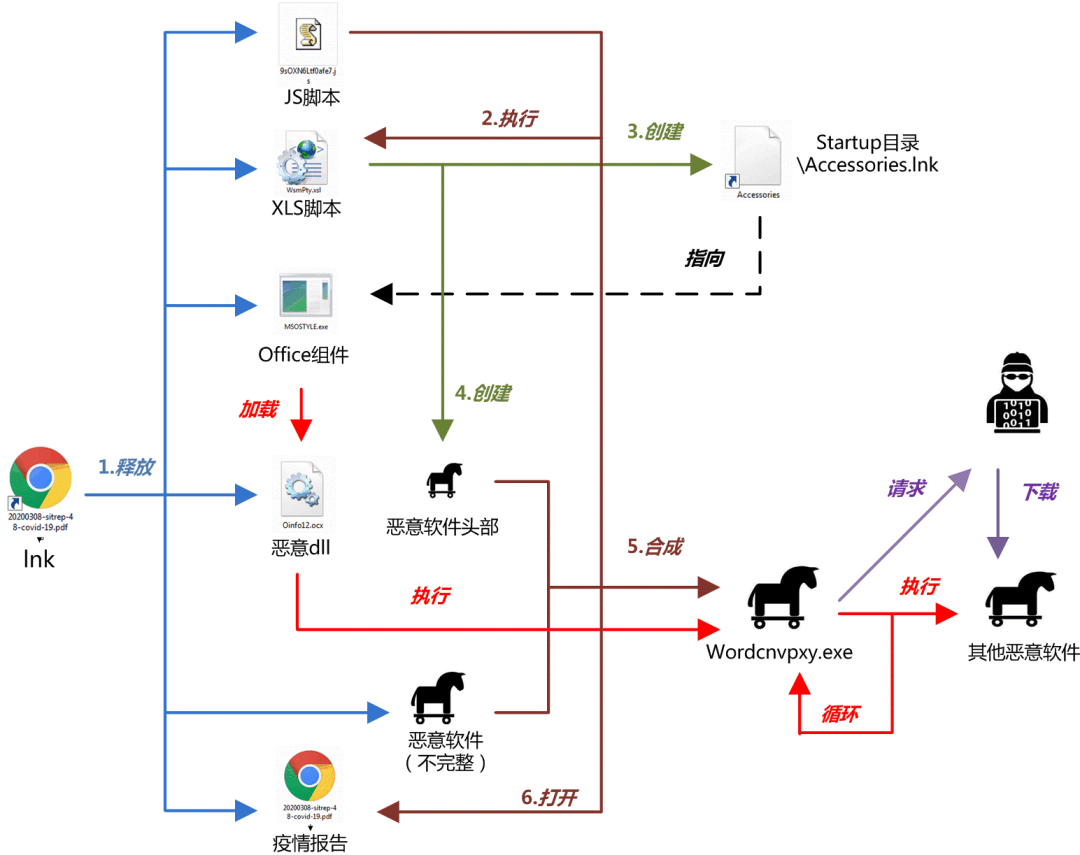 9sOXN6Ltf0afe7.j
s
JS脚本
2.执行
3.创建
WsmPty.xsl
XLS脚本
Startup目录
\Accessories.lnk
Accessories
指向
MSOSTYLE.exe
Office组件
加载
4.创建
1.释放
20200308-sitrep-4
8-covid-19.pdf
lnk
Oinfo12.ocx
恶意dll
恶意软件头部
请求
下载
5.合成
执行
执行
Wordcnvpxy.exe
其他恶意软件
循环
恶意软件
（不完整）
6.打开
20200308-sitrep-4
8-covid-19.pdf
疫情报告